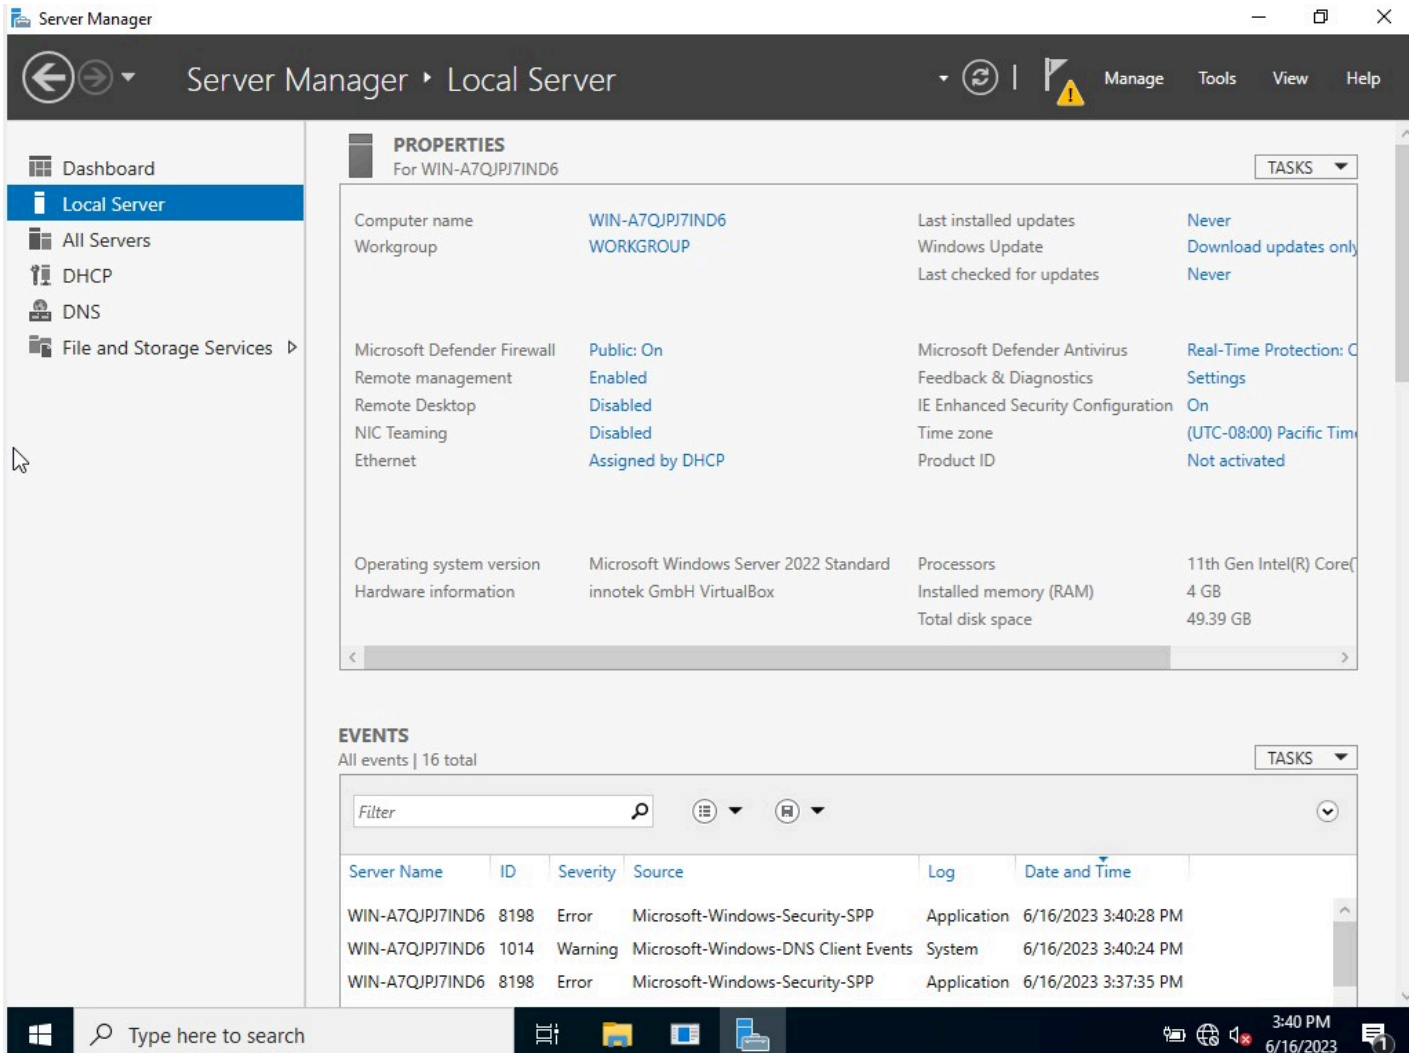 Server Manager
Server Manager ‣ Local Server
Manage Tools View Help
Dashboard
Local Server
All Servers
DHCP
DNS
File and Storage Services
PROPERTIES
For WIN-A7QJPJ7IND6
TASKS
Computer name WIN-A7QJPJ7IND6 Last installed updates Never
Workgroup WORKGROUP Windows Update Download updates only
Last checked for updates Never
Microsoft Defender Firewall Public: On Microsoft Defender Antivirus Real-Time Protection:
Remote management Enabled Feedback & Diagnostics Settings
Remote Desktop Disabled IE Enhanced Security Configuration On
NIC Teaming Disabled Time zone (UTC-08:00) Pacific Tim
Ethernet Assigned by DHCP Product ID Not activated
Operating system version Microsoft Windows Server 2022 Standard Processors 11th Gen Intel(R) Core(
Hardware information innotek GmbH VirtualBox Installed memory (RAM) 4 GB
Total disk space 49.39 GB
EVENTS
All events | 16 total
TASKS
Filter
Server Name ID Severity Source Log Date and Time
WIN-A7QJPJ7IND6 8198 Error Microsoft-Windows-Security-SPP Application 6/16/2023 3:40:28 PM
WIN-A7QJPJ7IND6 1014 Warning Microsoft-Windows-DNS Client Events System 6/16/2023 3:40:24 PM
WIN-A7QJPJ7IND6 8198 Error Microsoft-Windows-Security-SPP Application 6/16/2023 3:37:35 PM
Type here to search
3:40 PM
6/16/2023
1